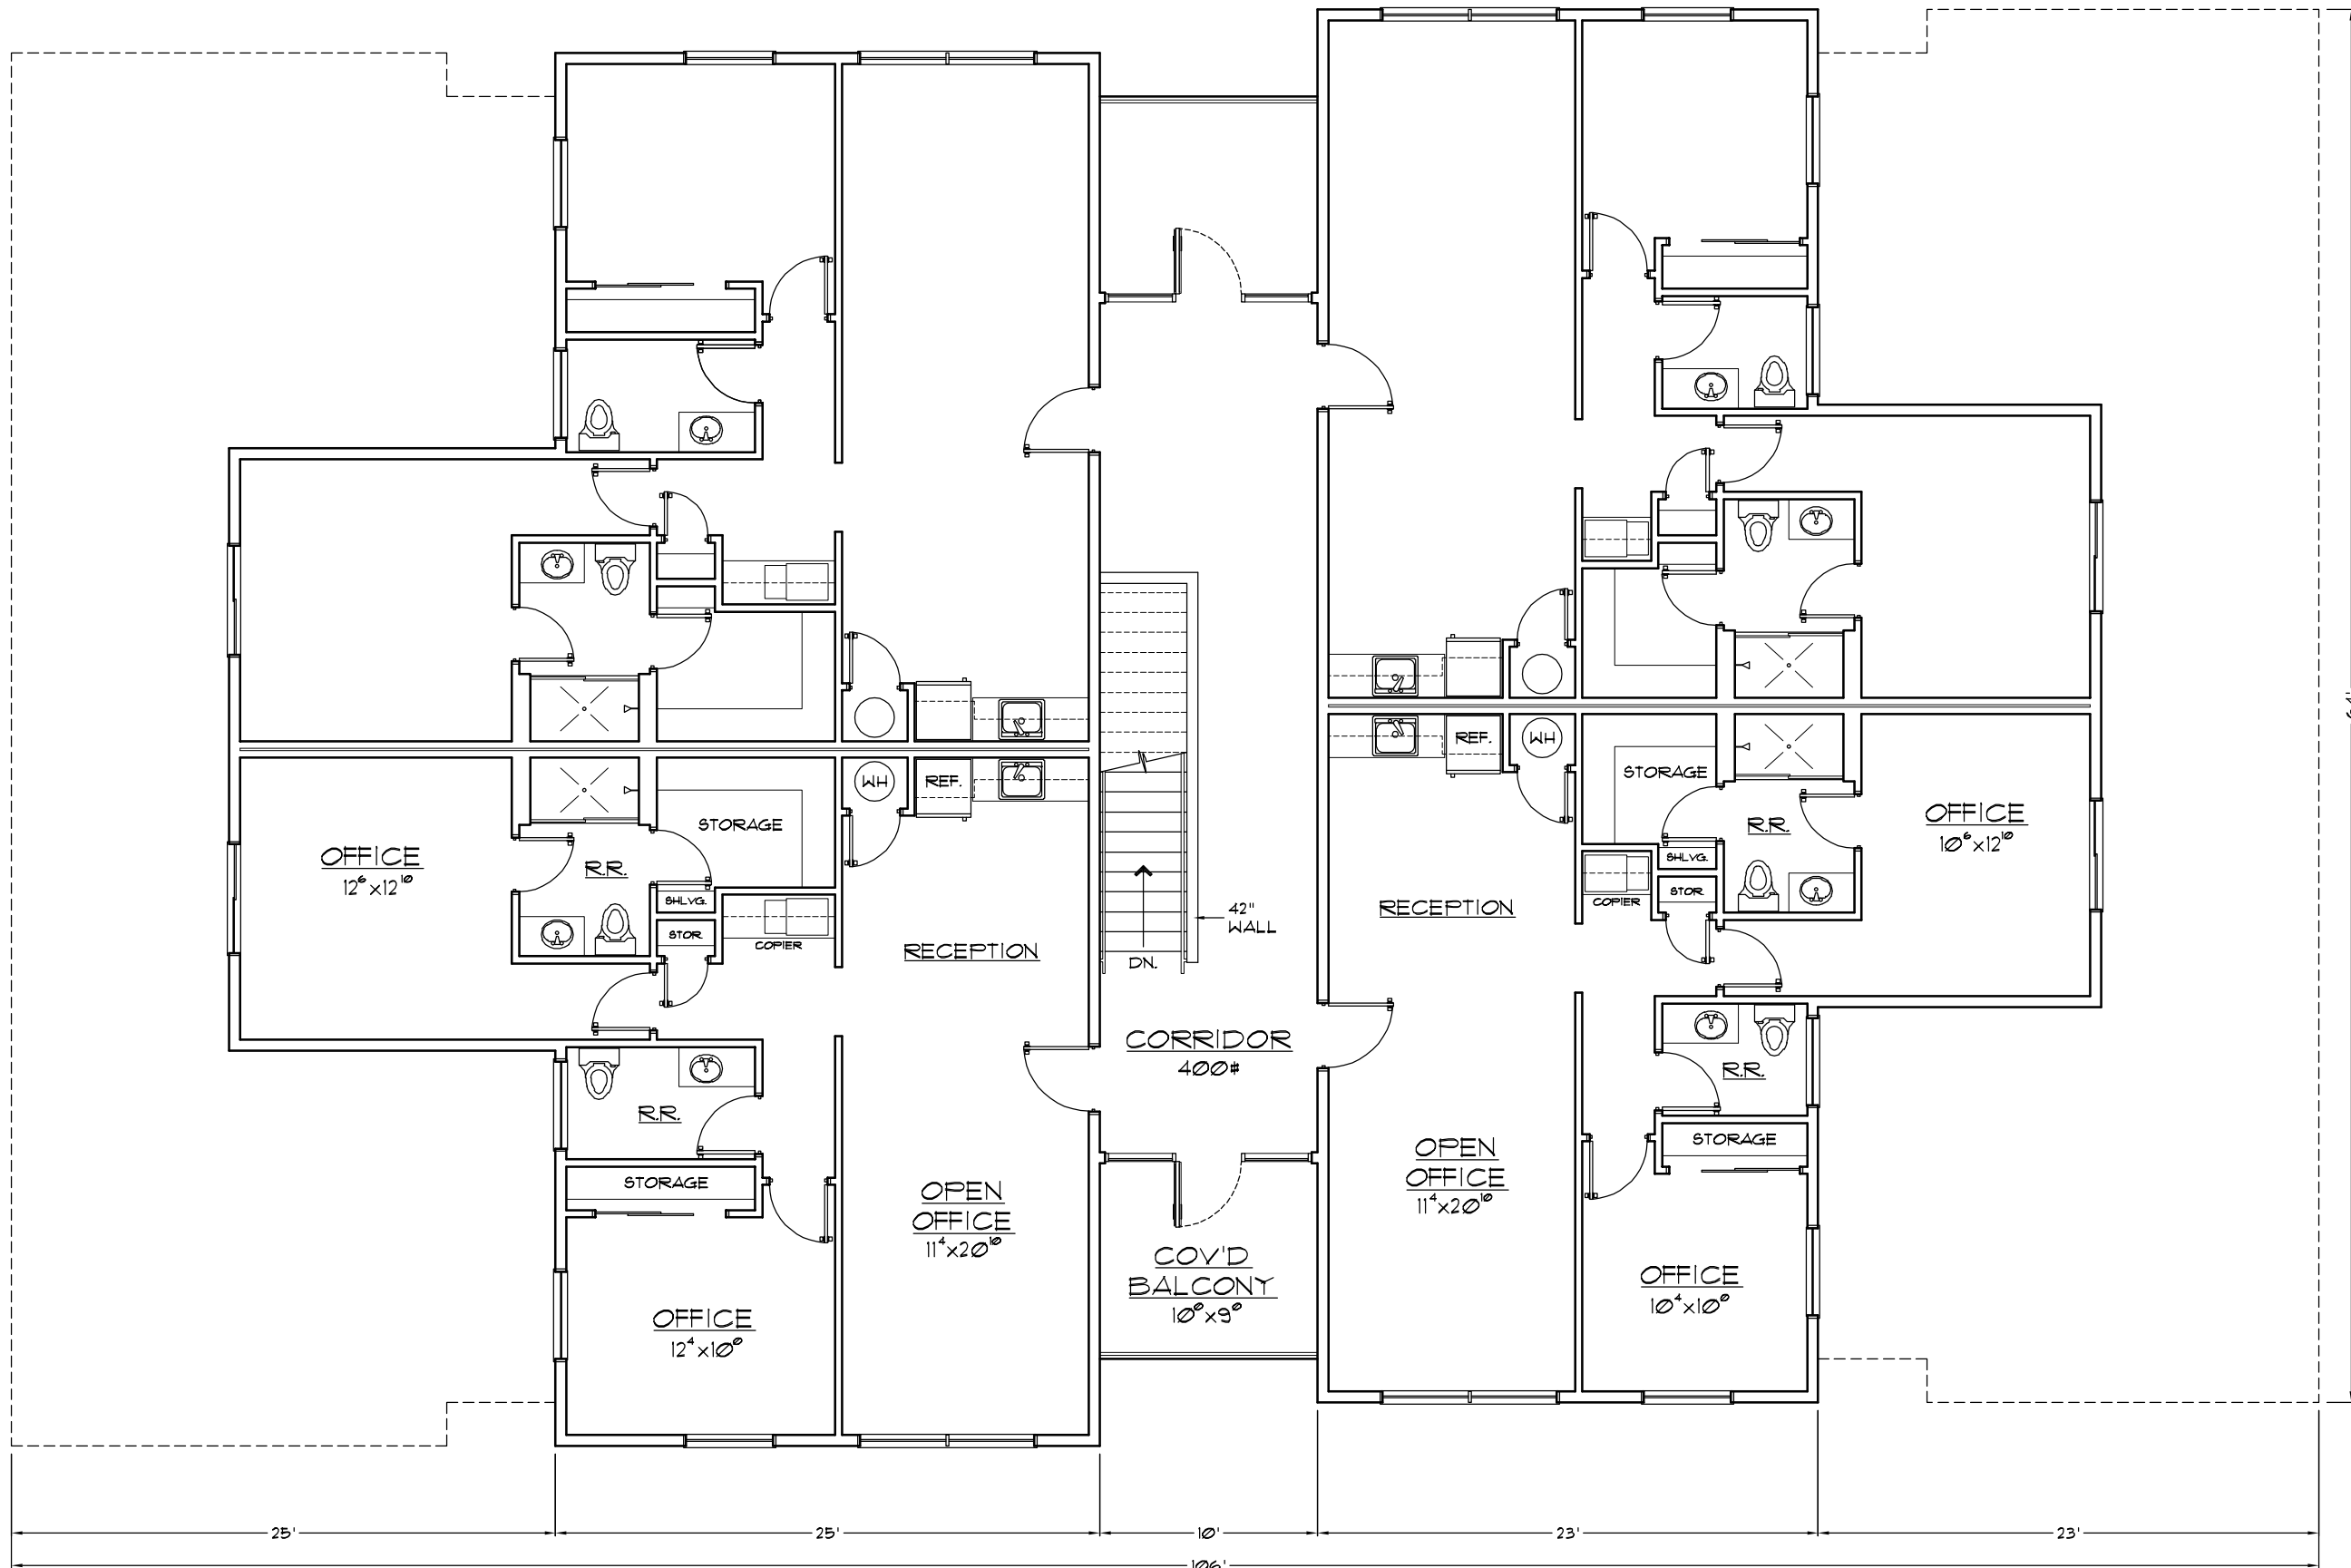 REF.
WH
REF.
WH
STORAGE
STORAGE
OFFICE
10⁶x12¹⁰
R.R.
OFFICE
12⁶x12¹⁰
R.R.
SHLVG.
STOR.
COPIER
SHLVG.
STOR.
COPIER
RECEPTION
RECEPTION
42"
WALL
DN.
CORRIDOR
400#
R.R.
R.R.
STORAGE
STORAGE
OPEN
OFFICE
11⁴x20¹⁰
OPEN
OFFICE
11⁴x20¹⁰
COV'D
BALCONY
10⁰x9⁰
OFFICE
10⁴x10⁰
OFFICE
12⁴x10⁰
25'
25'
10'
23'
23'
106'